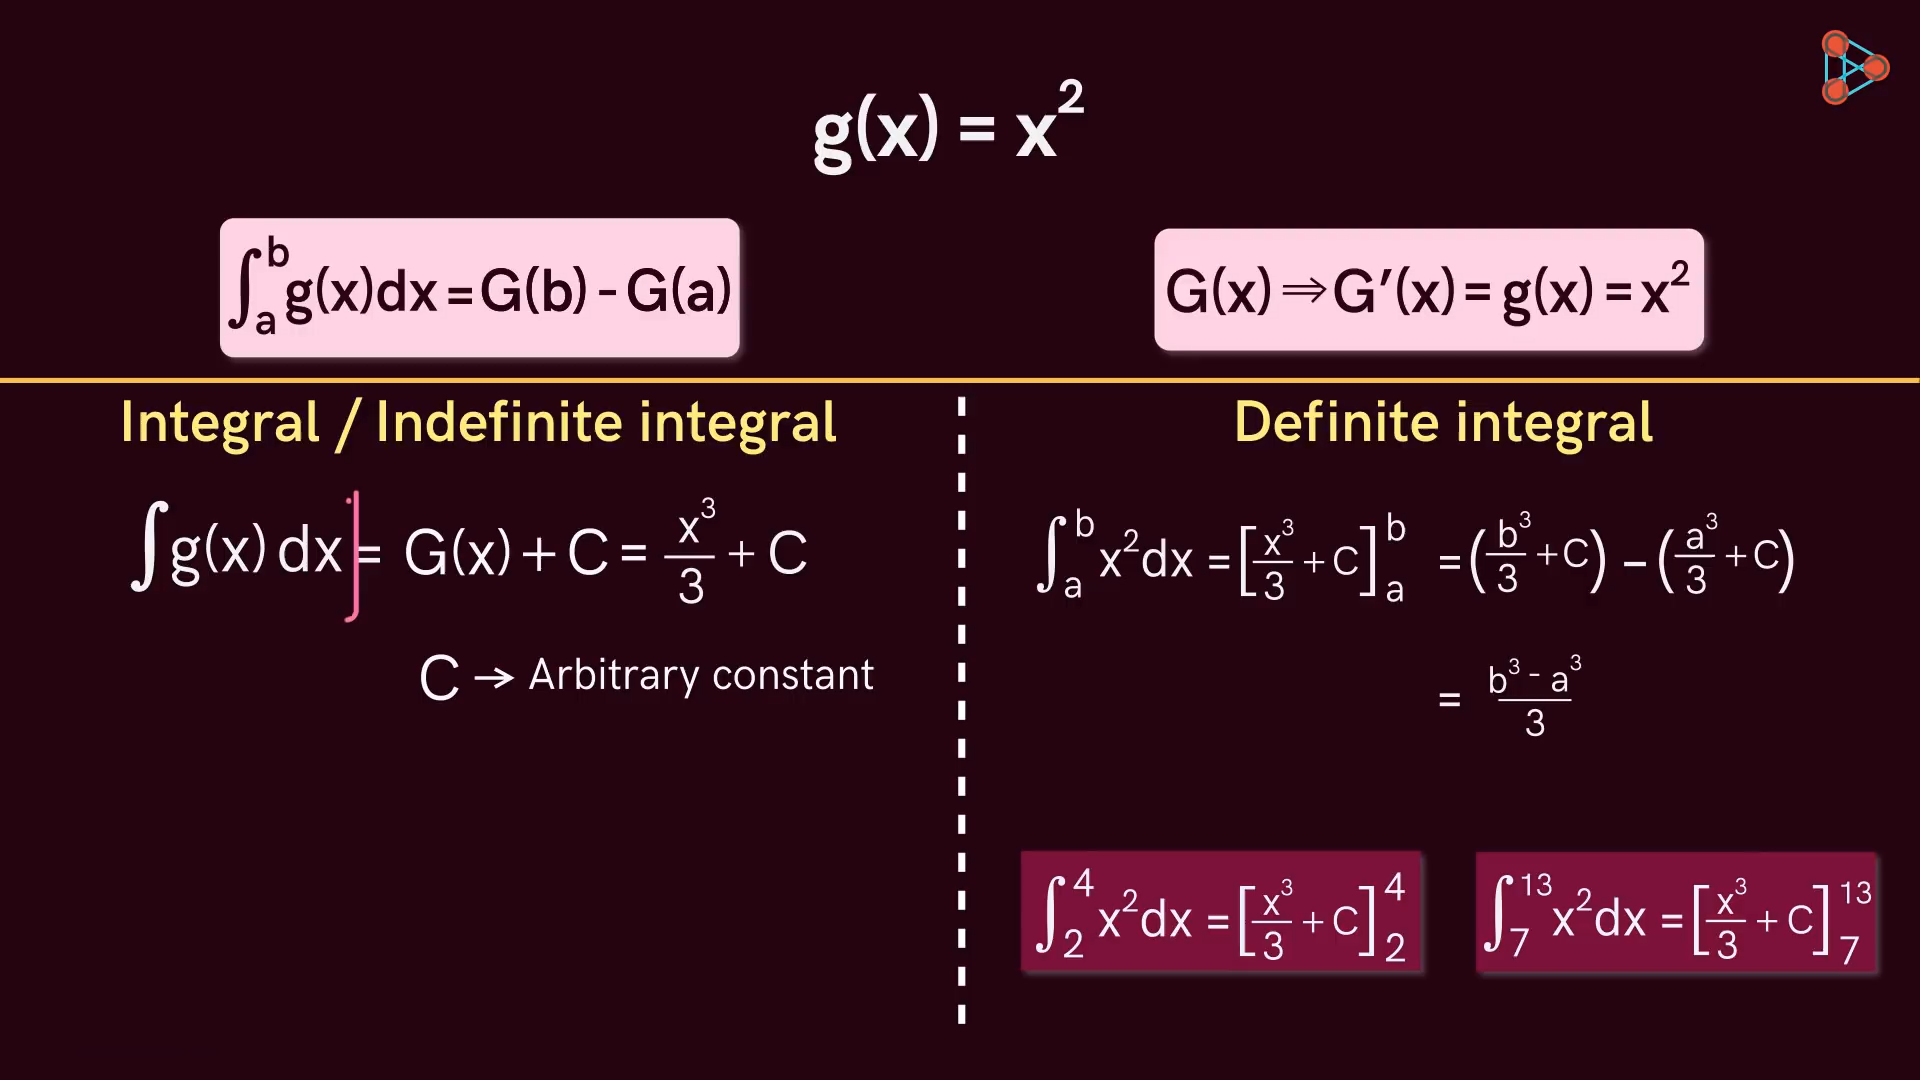 g(x) = x²
∫ₐᵇ g(x)dx = G(b) - G(a)
G(x) ⇒ G′(x) = g(x) = x²
Integral / Indefinite integral
∫g(x) dx = G(x) + C = x³/3 + C
C → Arbitrary constant
Definite integral
∫ₐᵇ x²dx = [x³/3 + C]ₐᵇ = (b³/3 + C) − (a³/3 + C)
= (b³ - a³)/3
∫₂⁴ x²dx = [x³/3 + C]₂⁴
∫₇¹³ x²dx = [x³/3 + C]₇¹³